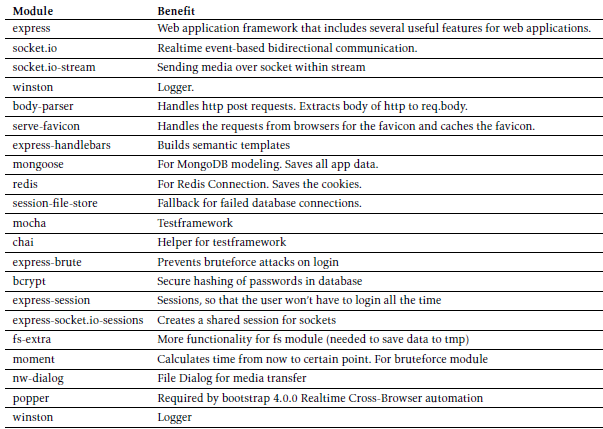 Module Benefit
express Web application framework that includes several useful features for web applications.
socket.io Realtime event-based bidirectional communication.
socket.io-stream Sending media over socket within stream
winston Logger.
body-parser Handles http post requests. Extracts body of http to req.body.
serve-favicon Handles the requests from browsers for the favicon and caches the favicon.
express-handlebars Builds semantic templates
mongoose For MongoDB modeling. Saves all app data.
redis For Redis Connection. Saves the cookies.
session-file-store Fallback for failed database connections.
mocha Testframework
chai Helper for testframework
express-brute Prevents bruteforce attacks on login
bcrypt Secure hashing of passwords in database
express-session Sessions, so that the user won't have to login all the time
express-socket.io-sessions Creates a shared session for sockets
fs-extra More functionality for fs module (needed to save data to tmp)
moment Calculates time from now to certain point. For bruteforce module
nw-dialog File Dialog for media transfer
popper Required by bootstrap 4.0.0 Realtime Cross-Browser automation
winston Logger